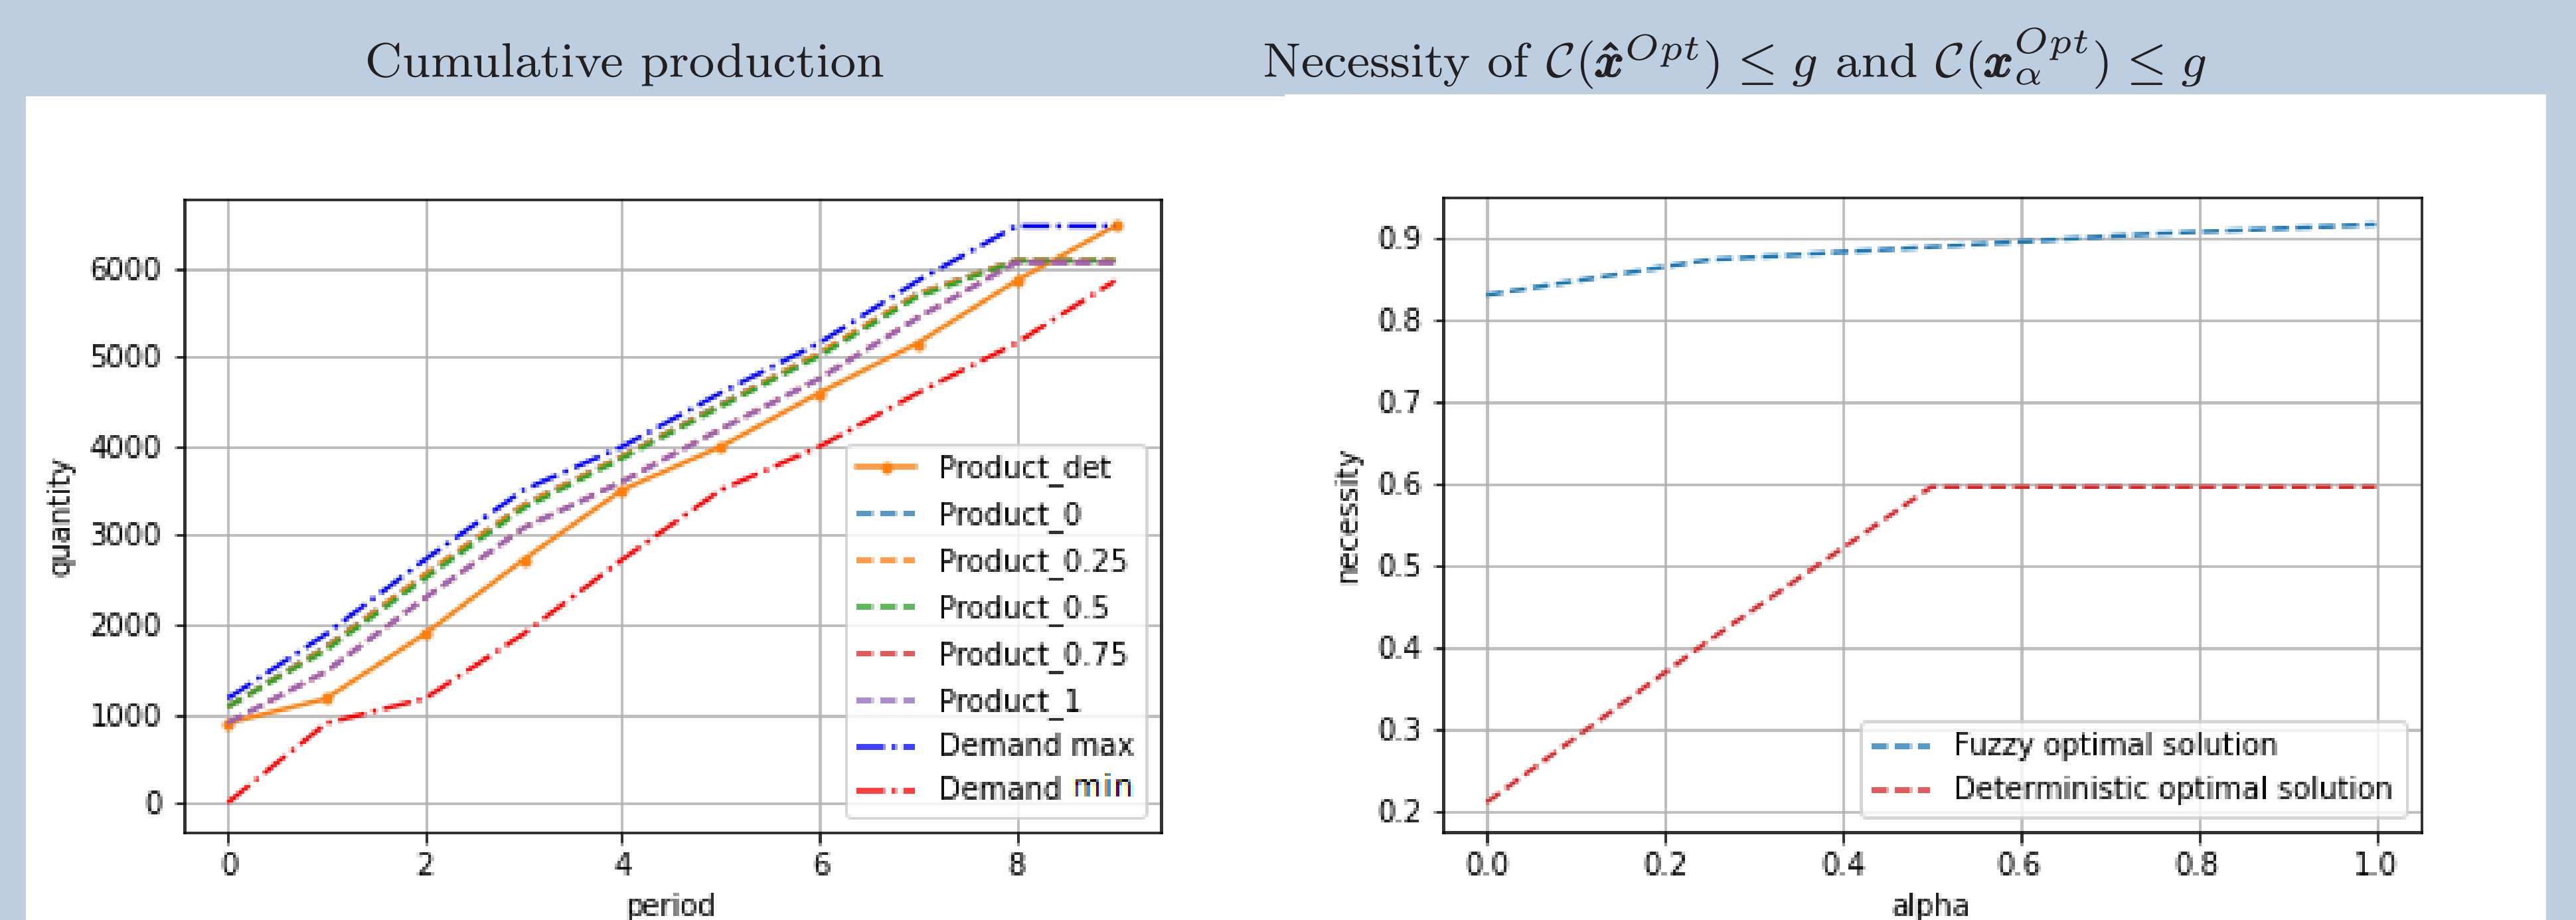 Cumulative production
Necessity of 𝒞(x̂^Opt) ≤ g and 𝒞(x_α^Opt) ≤ g
6000
5000
4000
3000
2000
1000
0
quantity
0 2 4 6 8
period
Product_det
Product_0
Product_0.25
Product_0.5
Product_0.75
Product_1
Demand max
Demand min
0.9
0.8
0.7
0.6
0.5
0.4
0.3
0.2
necessity
0.0 0.2 0.4 0.6 0.8 1.0
alpha
Fuzzy optimal solution
Deterministic optimal solution